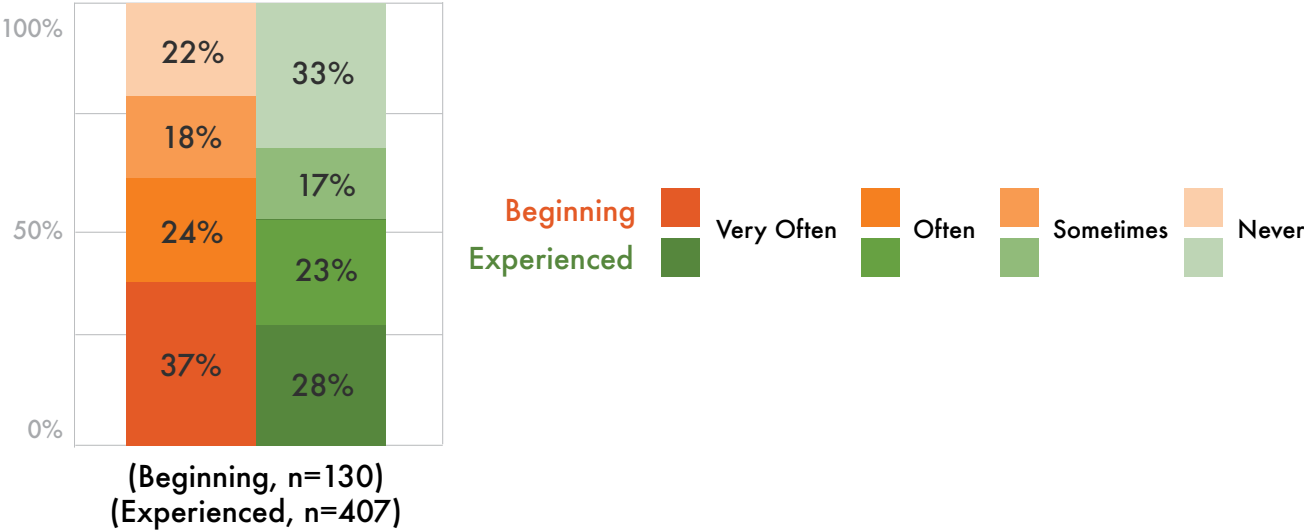 100%
50%
0%
22%
18%
24%
37%
33%
17%
23%
28%
(Beginning, n=130)
(Experienced, n=407)
Beginning
Experienced
Very Often
Often
Sometimes
Never